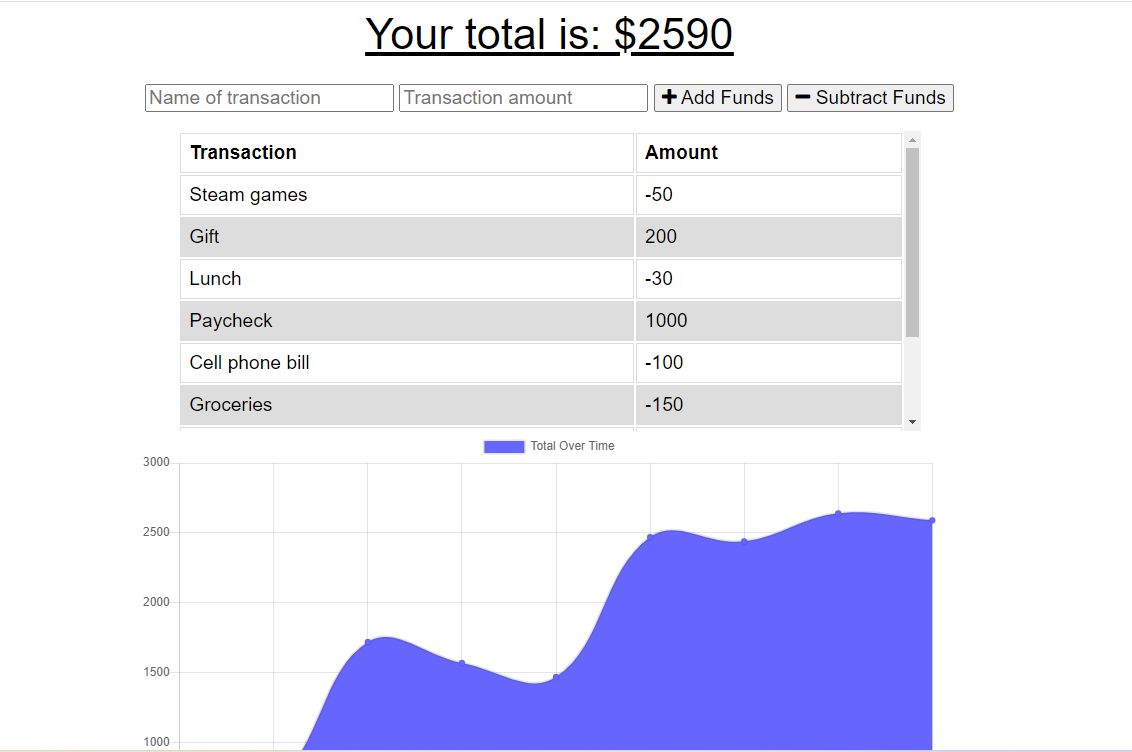 Your total is: $2590
Name of transaction Transaction amount + Add Funds − Subtract Funds
Transaction Amount
Steam games -50
Gift 200
Lunch -30
Paycheck 1000
Cell phone bill -100
Groceries -150
Total Over Time
3000
2500
2000
1500
1000